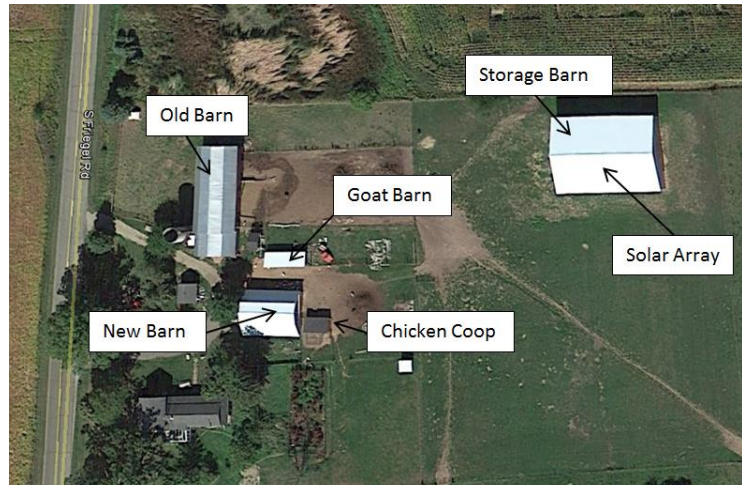 Storage Barn
Old Barn
S Friegel Rd
Goat Barn
Solar Array
New Barn
Chicken Coop